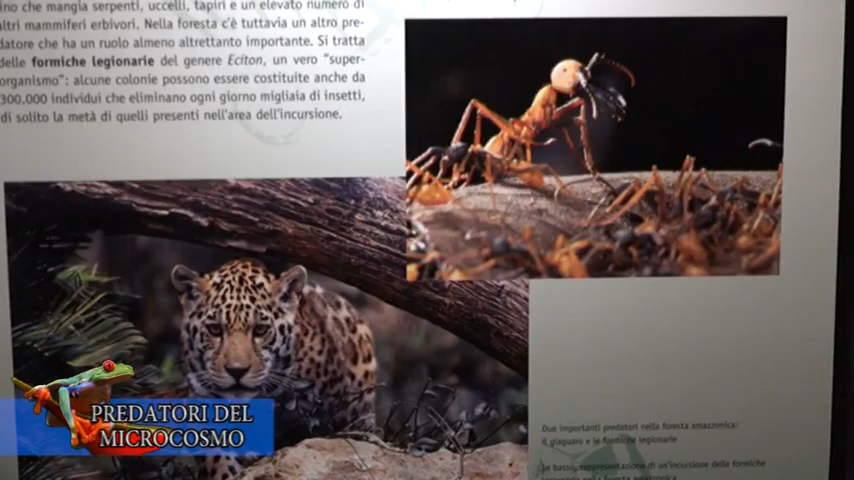 ino che mangia serpenti, uccelli, tapiri e un elevato numero di
altri mammiferi erbivori. Nella foresta c'è tuttavia un altro pre-
datore che ha un ruolo almeno altrettanto importante. Si tratta
delle formiche legionarie del genere Eciton, un vero "super-
organismo": alcune colonie possono essere costituite anche da
300.000 individui che eliminano ogni giorno migliaia di insetti,
di solito la metà di quelli presenti nell'area dell'incursione.
PREDATORI DEL
MICROCOSMO
Due importanti predatori nella foresta amazzonica:
il giaguaro e le formiche legionarie
In basso, rappresentazione di un'incursione delle formiche
foresta amazzonica